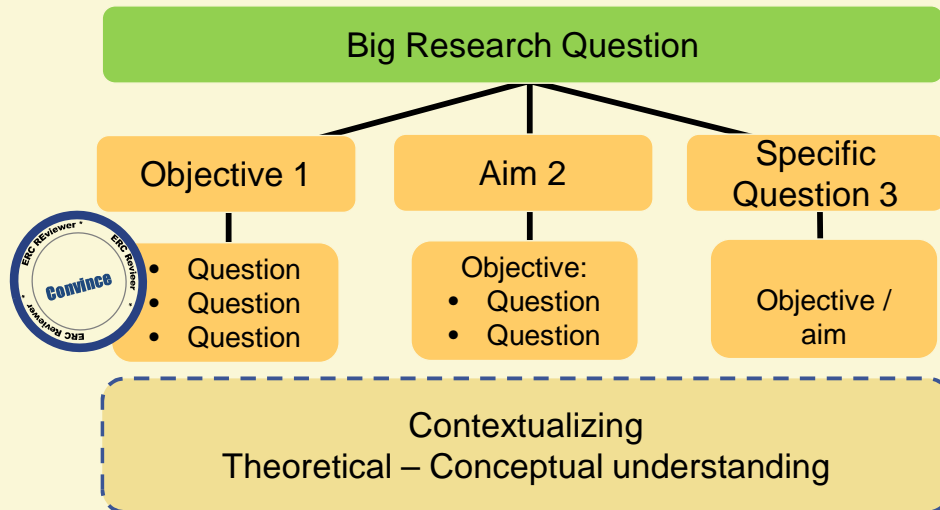 Big Research Question
Objective 1
Aim 2
Specific
Question 3
ERC REviewer *
ERC Revieer *
ERC Reviewer *
Convince
• Question
• Question
• Question
Objective:
• Question
• Question
Objective /
aim
Contextualizing
Theoretical – Conceptual understanding